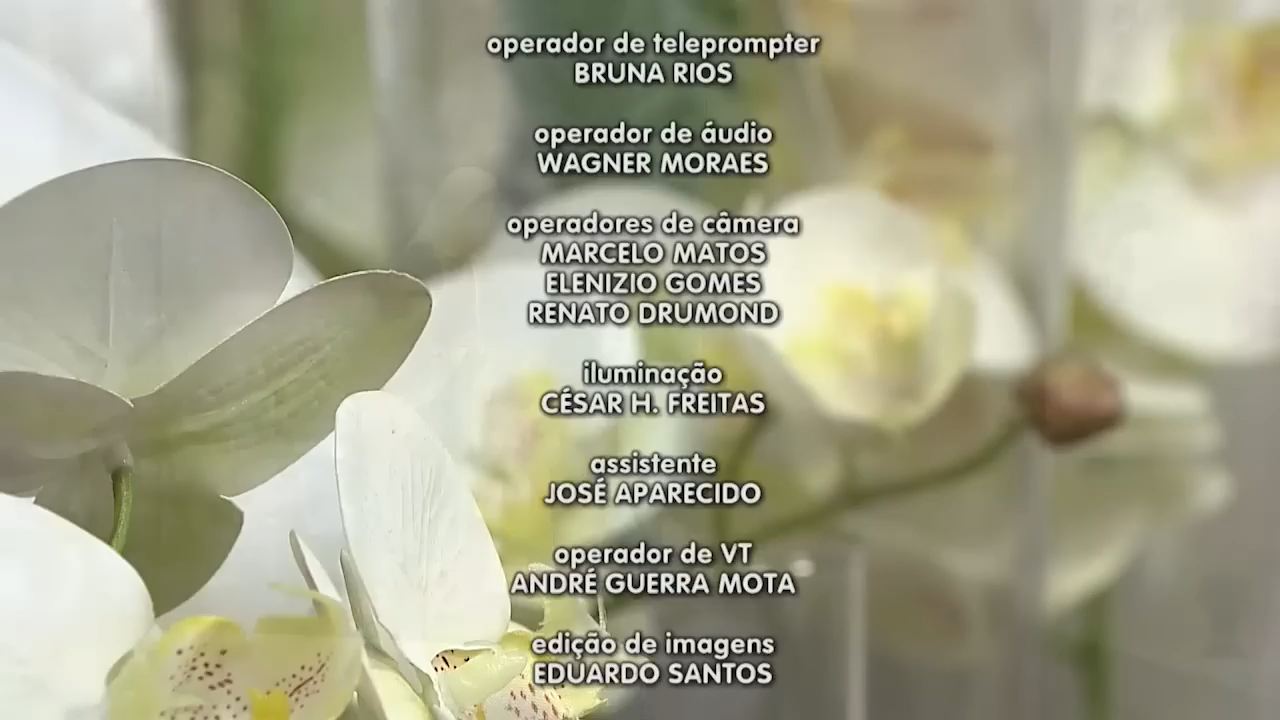 operador de teleprompter
BRUNA RIOS
operador de áudio
WAGNER MORAES
operadores de câmera
MARCELO MATOS
ELENIZIO GOMES
RENATO DRUMOND
iluminação
CÉSAR H. FREITAS
assistente
JOSÉ APARECIDO
operador de VT
ANDRÉ GUERRA MOTA
edição de imagens
EDUARDO SANTOS